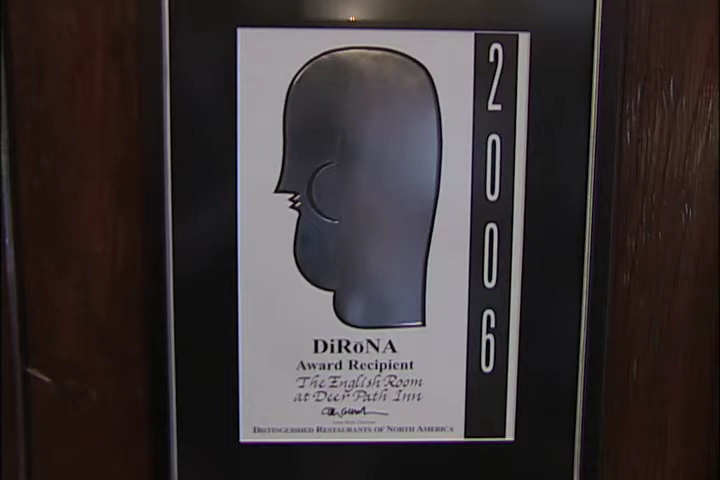 2006
DiRōNA
Award Recipient
The English Room
at Deer Path Inn
DISTINGUISHED RESTAURANTS OF NORTH AMERICA